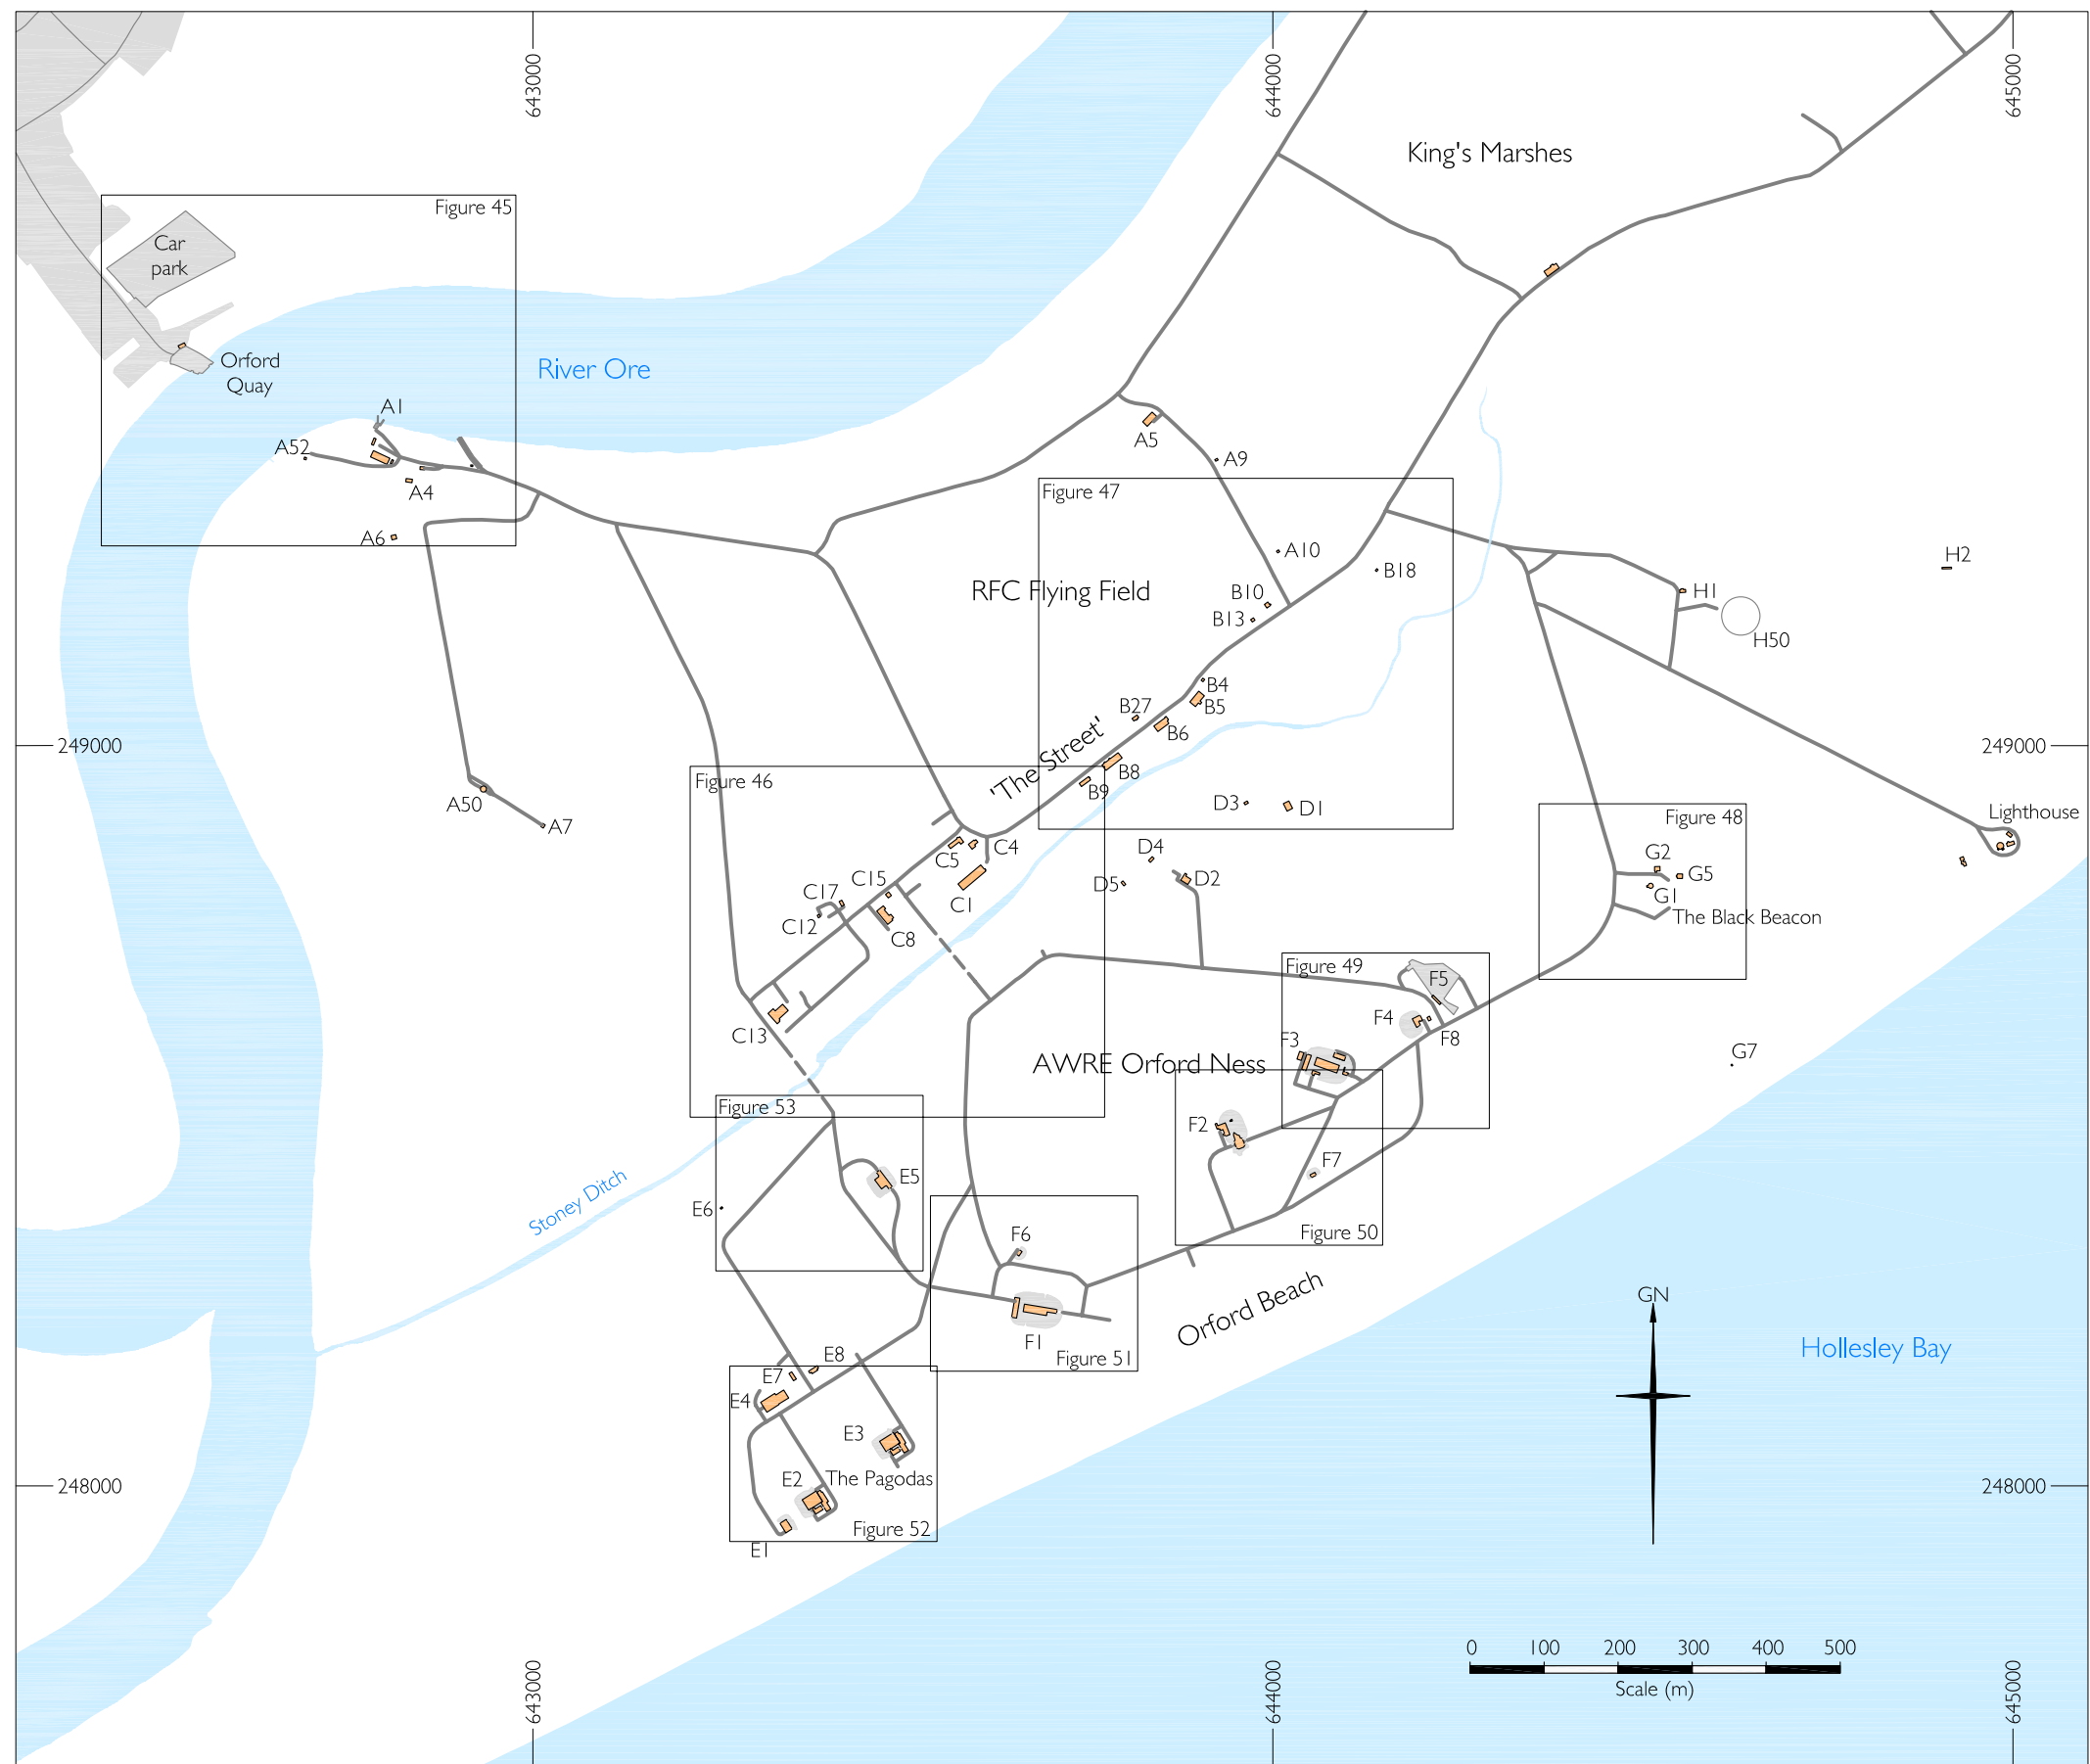 643000
644000
645000
King's Marshes
Figure 45
Car
park
Orford
Quay
River Ore
A1
A52
A4
A6
A5
A9
Figure 47
A10
B18
B10
B13
RFC Flying Field
H2
H1
H50
B4
B5
B27
B6
'The Street'
B8
B9
249000
249000
Figure 46
A50
A7
D3
D1
Figure 48
Lighthouse
C5
C4
D4
D5
D2
G2
G5
G1
The Black Beacon
C15
C17
C1
C12
C8
C13
Figure 49
F5
F4
F8
F3
AWRE Orford Ness
G7
Figure 53
F2
F7
E5
E6
Stoney Ditch
Figure 50
F6
Orford Beach
F1
Figure 51
GN
Hollesley Bay
E8
E7
E4
E3
E2
The Pagodas
248000
248000
Figure 52
E1
0 100 200 300 400 500
Scale (m)
643000
644000
645000